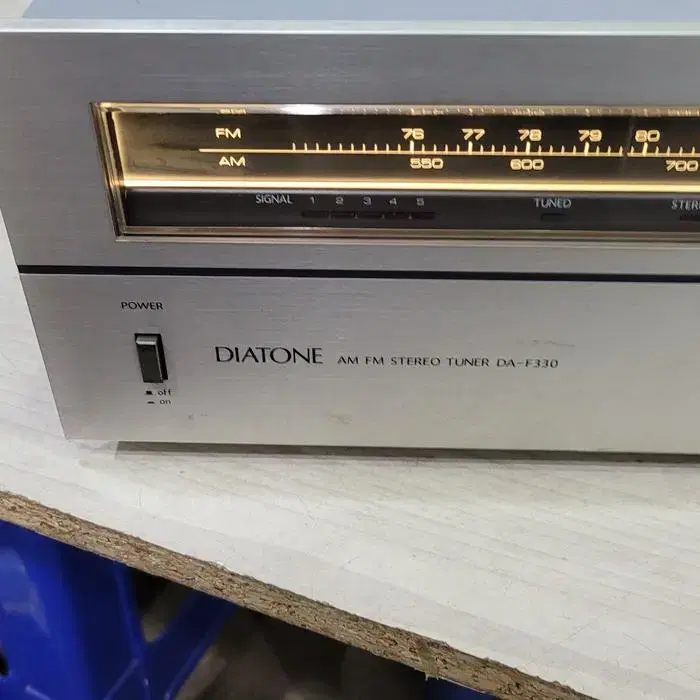 FM 76 77 78 79 80
AM 550 600 700
SIGNAL 1 2 3 4 5 TUNED
POWER
DIATONE AM FM STEREO TUNER DA-F330
off
on